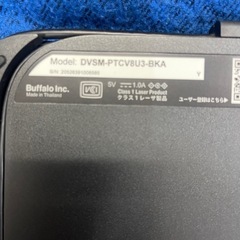 Model: DVSM-PTCV8U3-BKA
Buffalo Inc.
Made in Thailand
5V 1.0A
Class 1 Laser Product
クラス1レーザ製品
ユーザー登録はこちら
Y